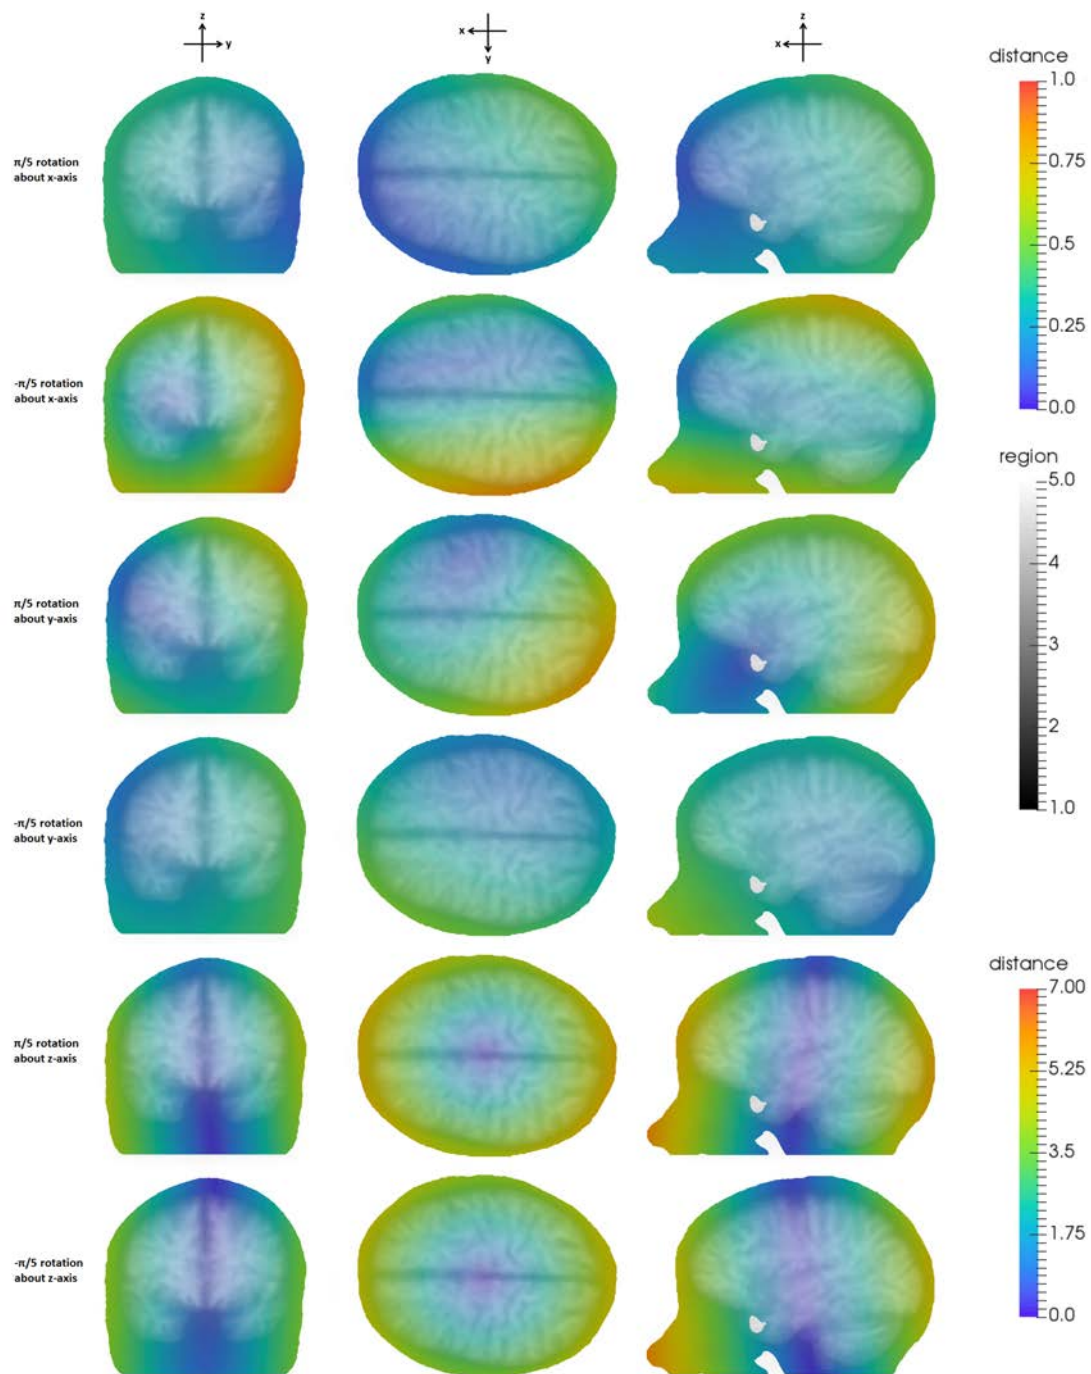 z
y
x
y
z
x
distance
1.0
0.75
0.5
0.25
0.0
π/5 rotation
about x-axis
-π/5 rotation
about x-axis
region
5.0
4
3
2
1.0
π/5 rotation
about y-axis
-π/5 rotation
about y-axis
distance
7.00
5.25
3.5
1.75
0.0
π/5 rotation
about z-axis
-π/5 rotation
about z-axis